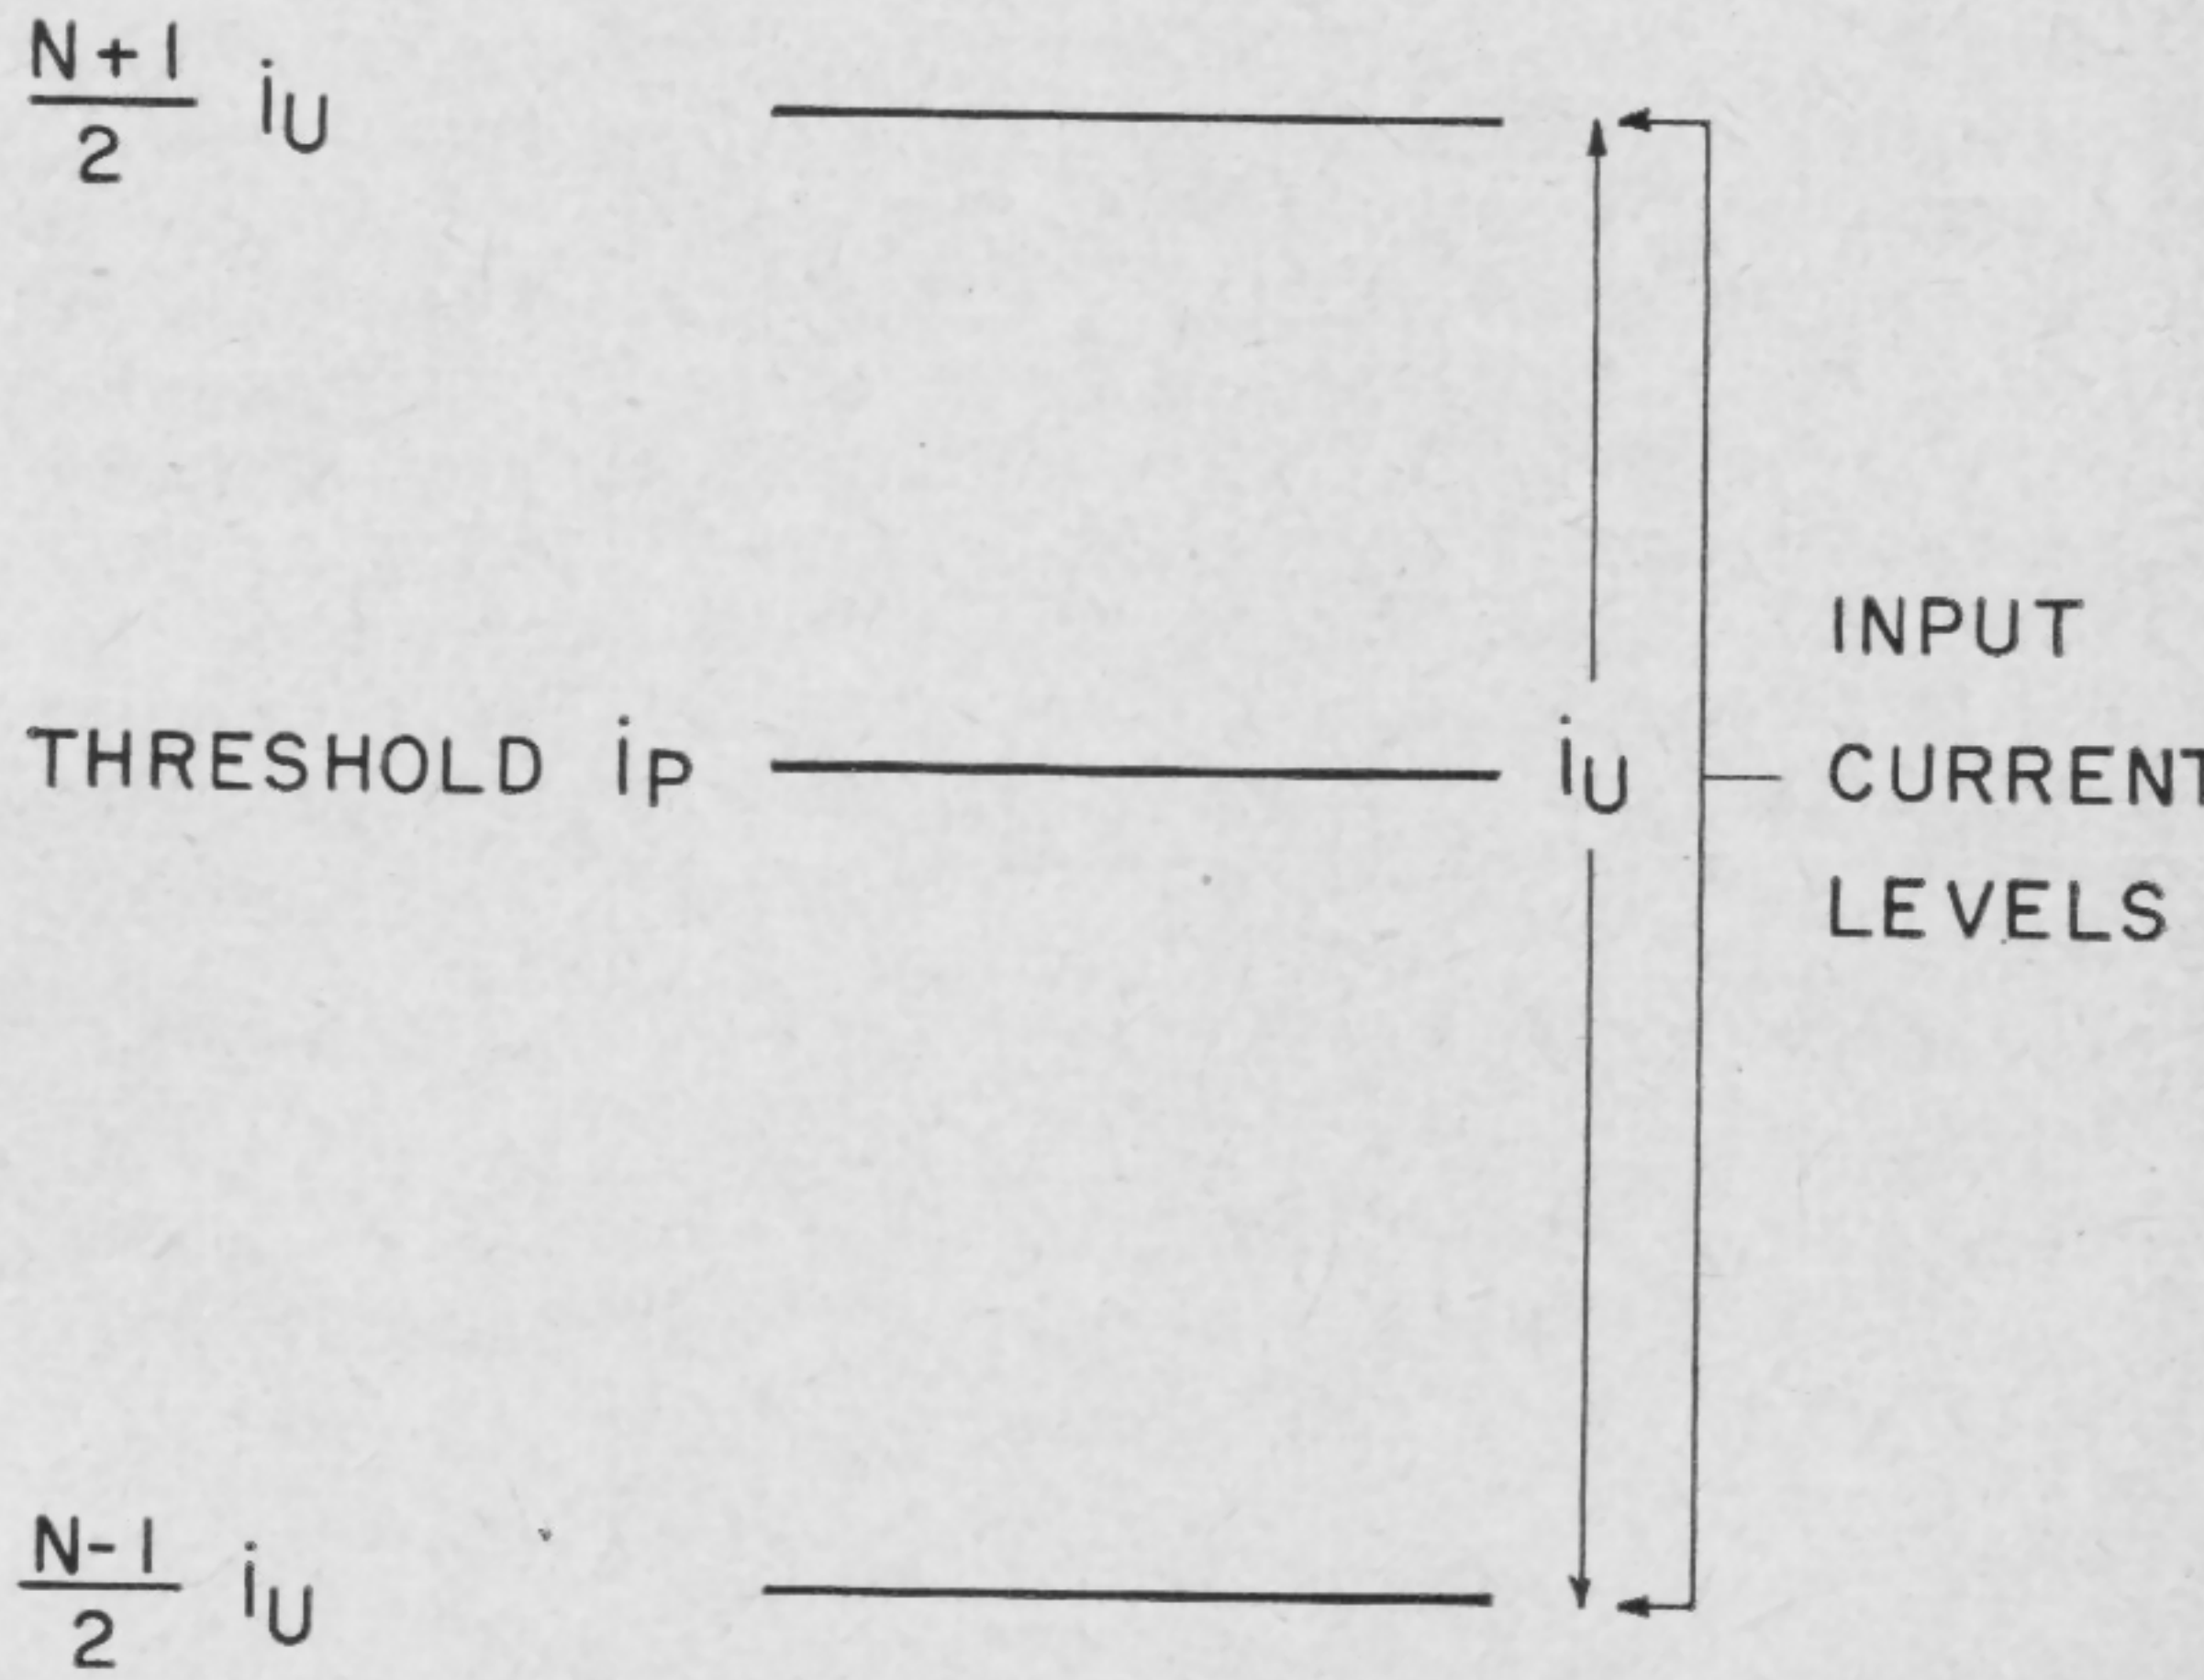 N+1
2 iU
INPUT
THRESHOLD iP iU CURRENT
LEVELS
N-1
2 iU